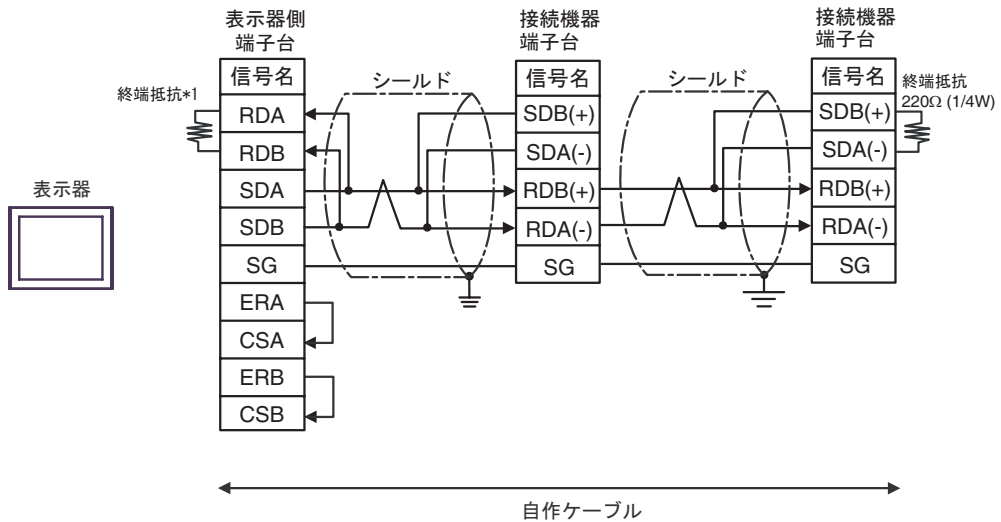 表示器側
端子台
接続機器
端子台
接続機器
端子台
信号名
シールド
信号名
シールド
信号名
終端抵抗*1
終端抵抗
220Ω (1/4W)
RDA
SDB(+)
SDB(+)
RDB
SDA(-)
SDA(-)
表示器
SDA
RDB(+)
RDB(+)
SDB
RDA(-)
RDA(-)
SG
SG
SG
ERA
CSA
ERB
CSB
自作ケーブル